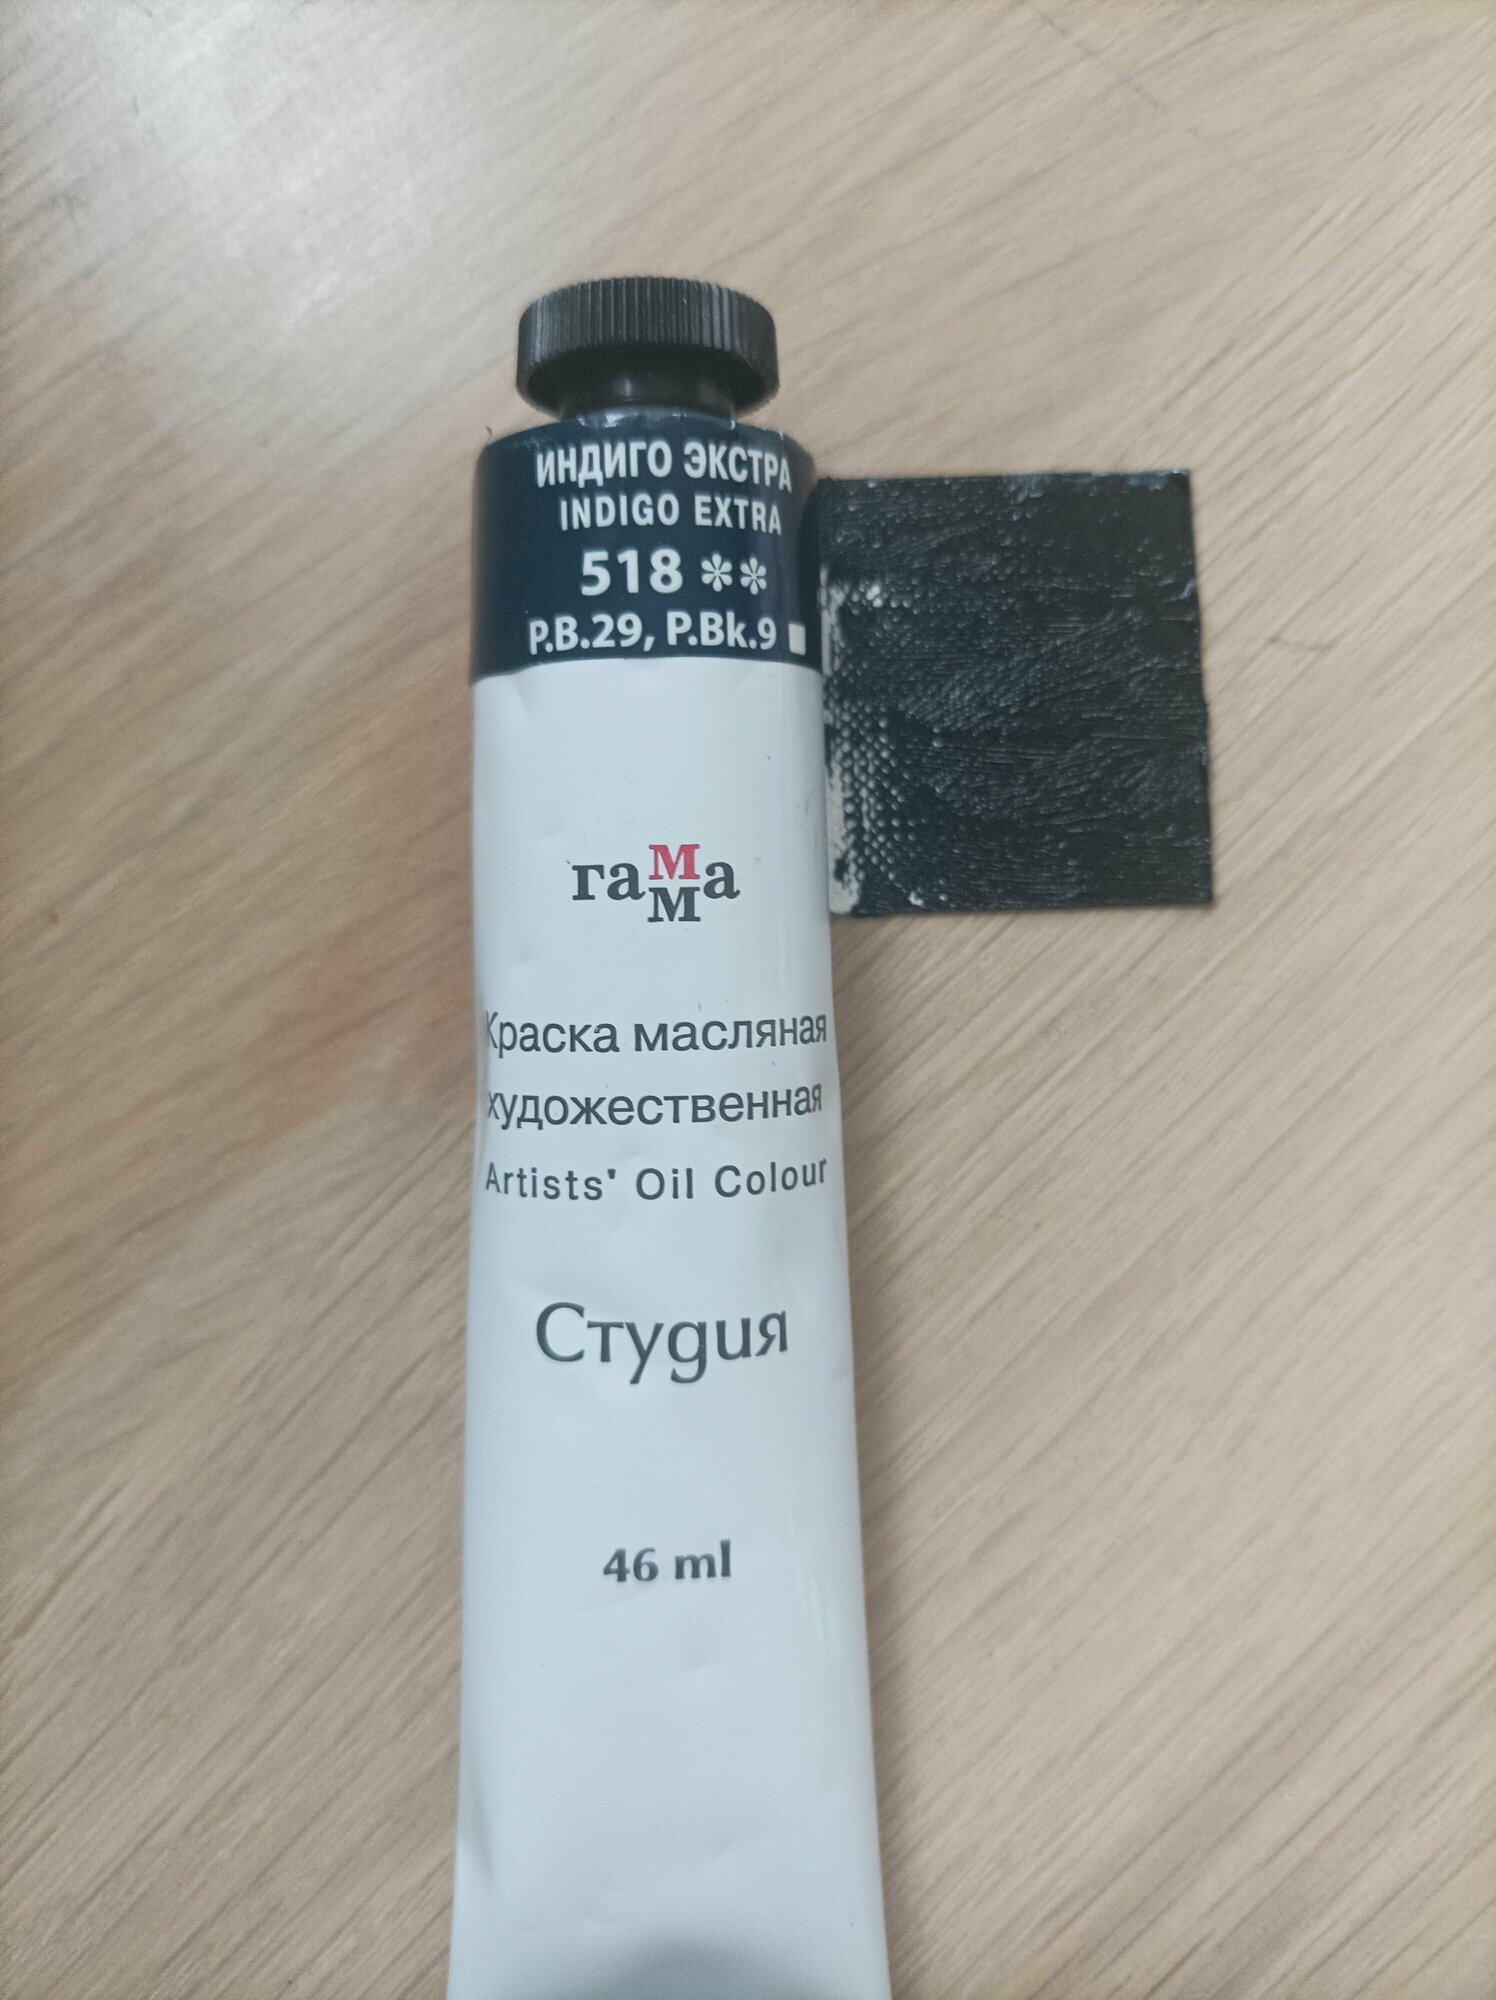 ИНДИГО ЭКСТРА
INDIGO EXTRA
518 **
P.B.29, P.Bk.9
гамма
Краска масляная
художественная
Artists' Oil Colour
Студия
46 ml